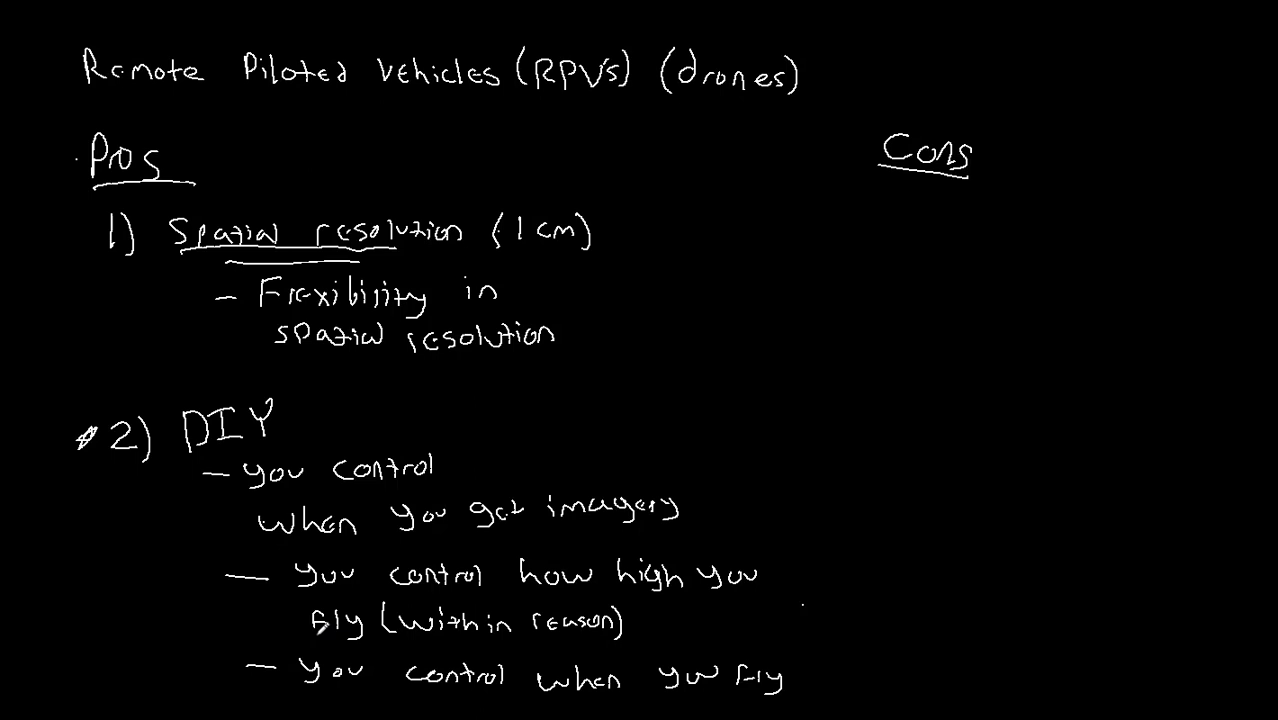 Remote Piloted Vehicles (RPVs) (drones)
Pros
Cons
1) Spatial resolution (1 cm)
- Flexibility in
spatial resolution
2) DIY
- you control
when you get imagery
- you control how high you
fly (within reason)
- you control when you fly